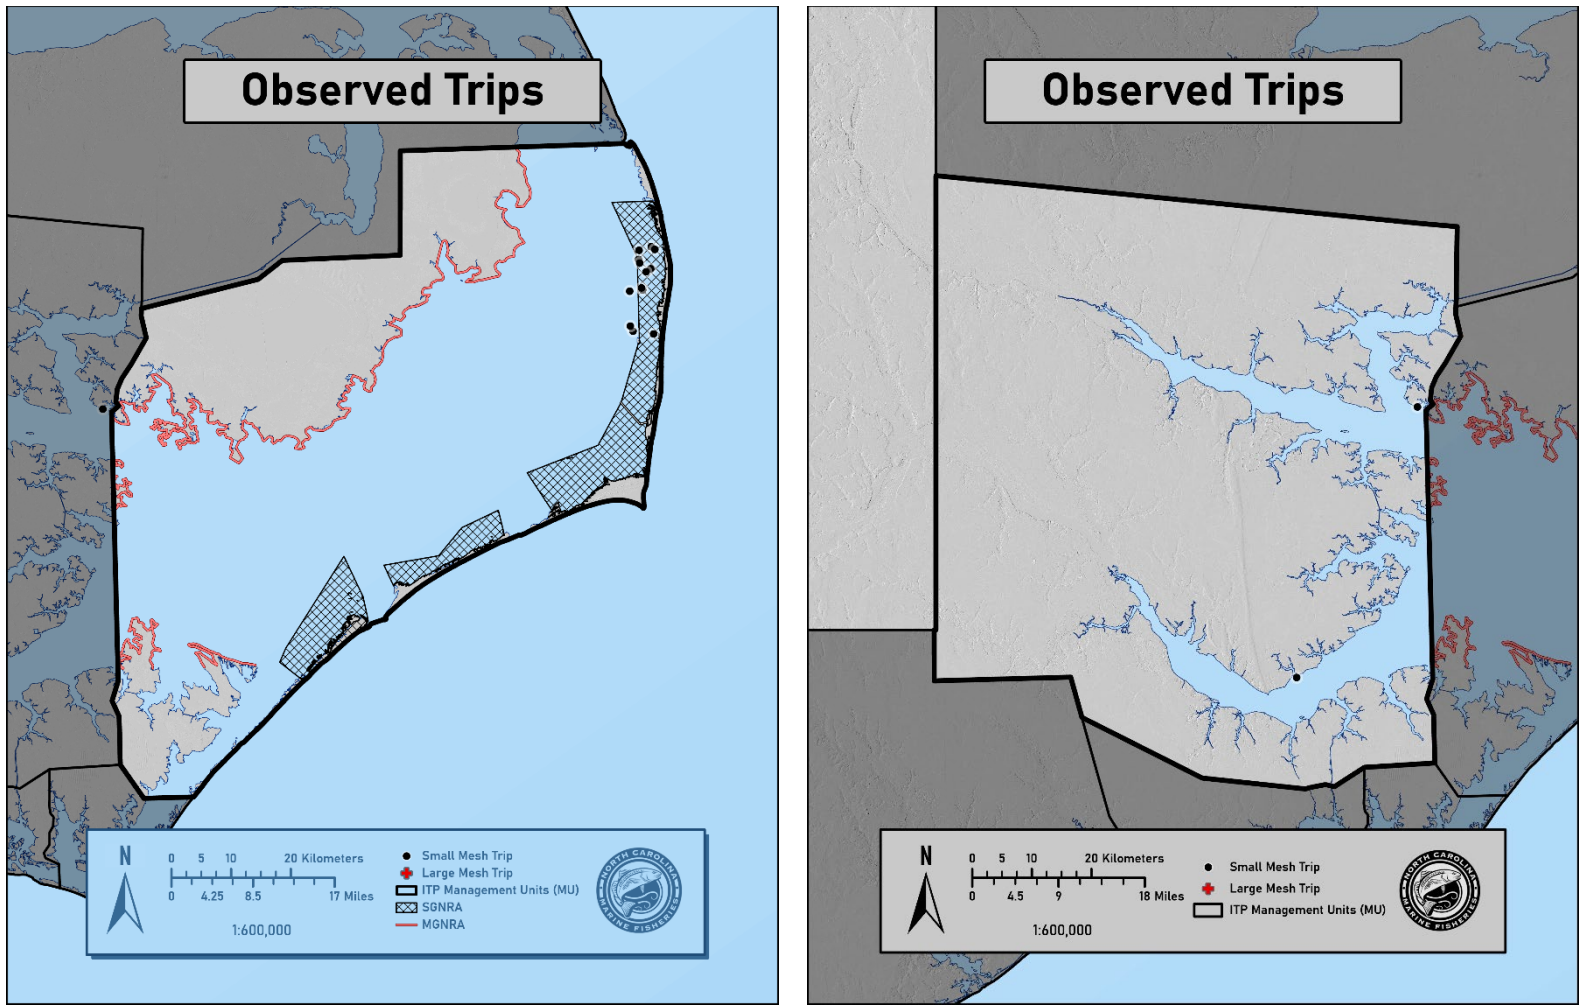 Observed Trips
N
0 5 10 20 Kilometers
0 4.25 8.5 17 Miles
1:600,000
Small Mesh Trip
Large Mesh Trip
ITP Management Units (MU)
SGNRA
MGNRA
NORTH CAROLINA
MARINE FISHERIES
Observed Trips
N
0 5 10 20 Kilometers
0 4.5 9 18 Miles
1:600,000
Small Mesh Trip
Large Mesh Trip
ITP Management Units (MU)
NORTH CAROLINA
MARINE FISHERIES